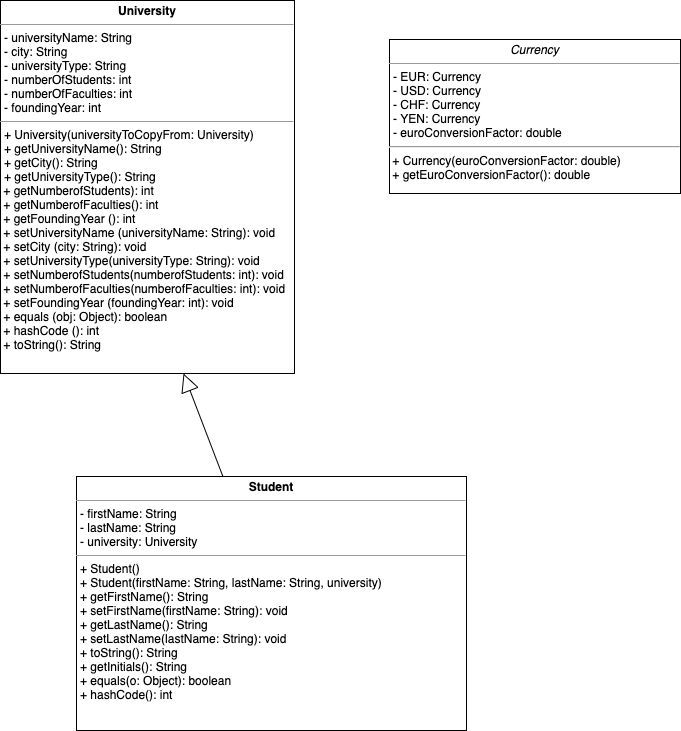 University
- universityName: String
- city: String
- universityType: String
- numberOfStudents: int
- numberOfFaculties: int
- foundingYear: int
+ University(universityToCopyFrom: University)
+ getUniversityName(): String
+ getCity(): String
+ getUniversityType(): String
+ getNumberofStudents): int
+ getNumberofFaculties(): int
+ getFoundingYear (): int
+ setUniversityName (universityName: String): void
+ setCity (city: String): void
+ setUniversityType(universityType: String): void
+ setNumberofStudents(numberofStudents: int): void
+ setNumberofFaculties(numberofFaculties: int): void
+ setFoundingYear (foundingYear: int): void
+ equals (obj: Object): boolean
+ hashCode (): int
+ toString(): String
Currency
- EUR: Currency
- USD: Currency
- CHF: Currency
- YEN: Currency
- euroConversionFactor: double
+ Currency(euroConversionFactor: double)
+ getEuroConversionFactor(): double
Student
- firstName: String
- lastName: String
- university: University
+ Student()
+ Student(firstName: String, lastName: String, university)
+ getFirstName(): String
+ setFirstName(firstName: String): void
+ getLastName(): String
+ setLastName(lastName: String): void
+ toString(): String
+ getInitials(): String
+ equals(o: Object): boolean
+ hashCode(): int